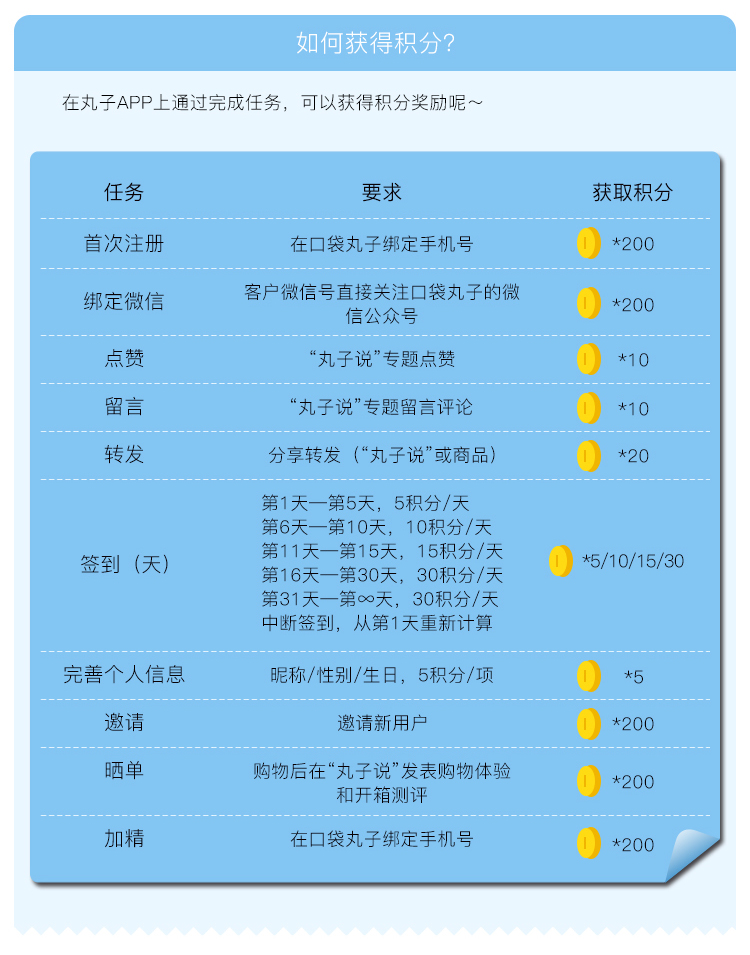 如何获得积分?
在丸子APP上通过完成任务，可以获得积分奖励呢～
任务 要求 获取积分
首次注册 在口袋丸子绑定手机号 *200
绑定微信 客户微信号直接关注口袋丸子的微
信公众号 *200
点赞 “丸子说”专题点赞 *10
留言 “丸子说”专题留言评论 *10
转发 分享转发（“丸子说”或商品） *20
签到（天） 第1天—第5天，5积分/天
第6天—第10天，10积分/天
第11天—第15天，15积分/天
第16天—第30天，30积分/天
第31天—第∞天，30积分/天
中断签到，从第1天重新计算
*5/10/15/30
完善个人信息 昵称/性别/生日，5积分/项 *5
邀请 邀请新用户 *200
晒单 购物后在“丸子说”发表购物体验
和开箱测评 *200
加精 在口袋丸子绑定手机号 *200